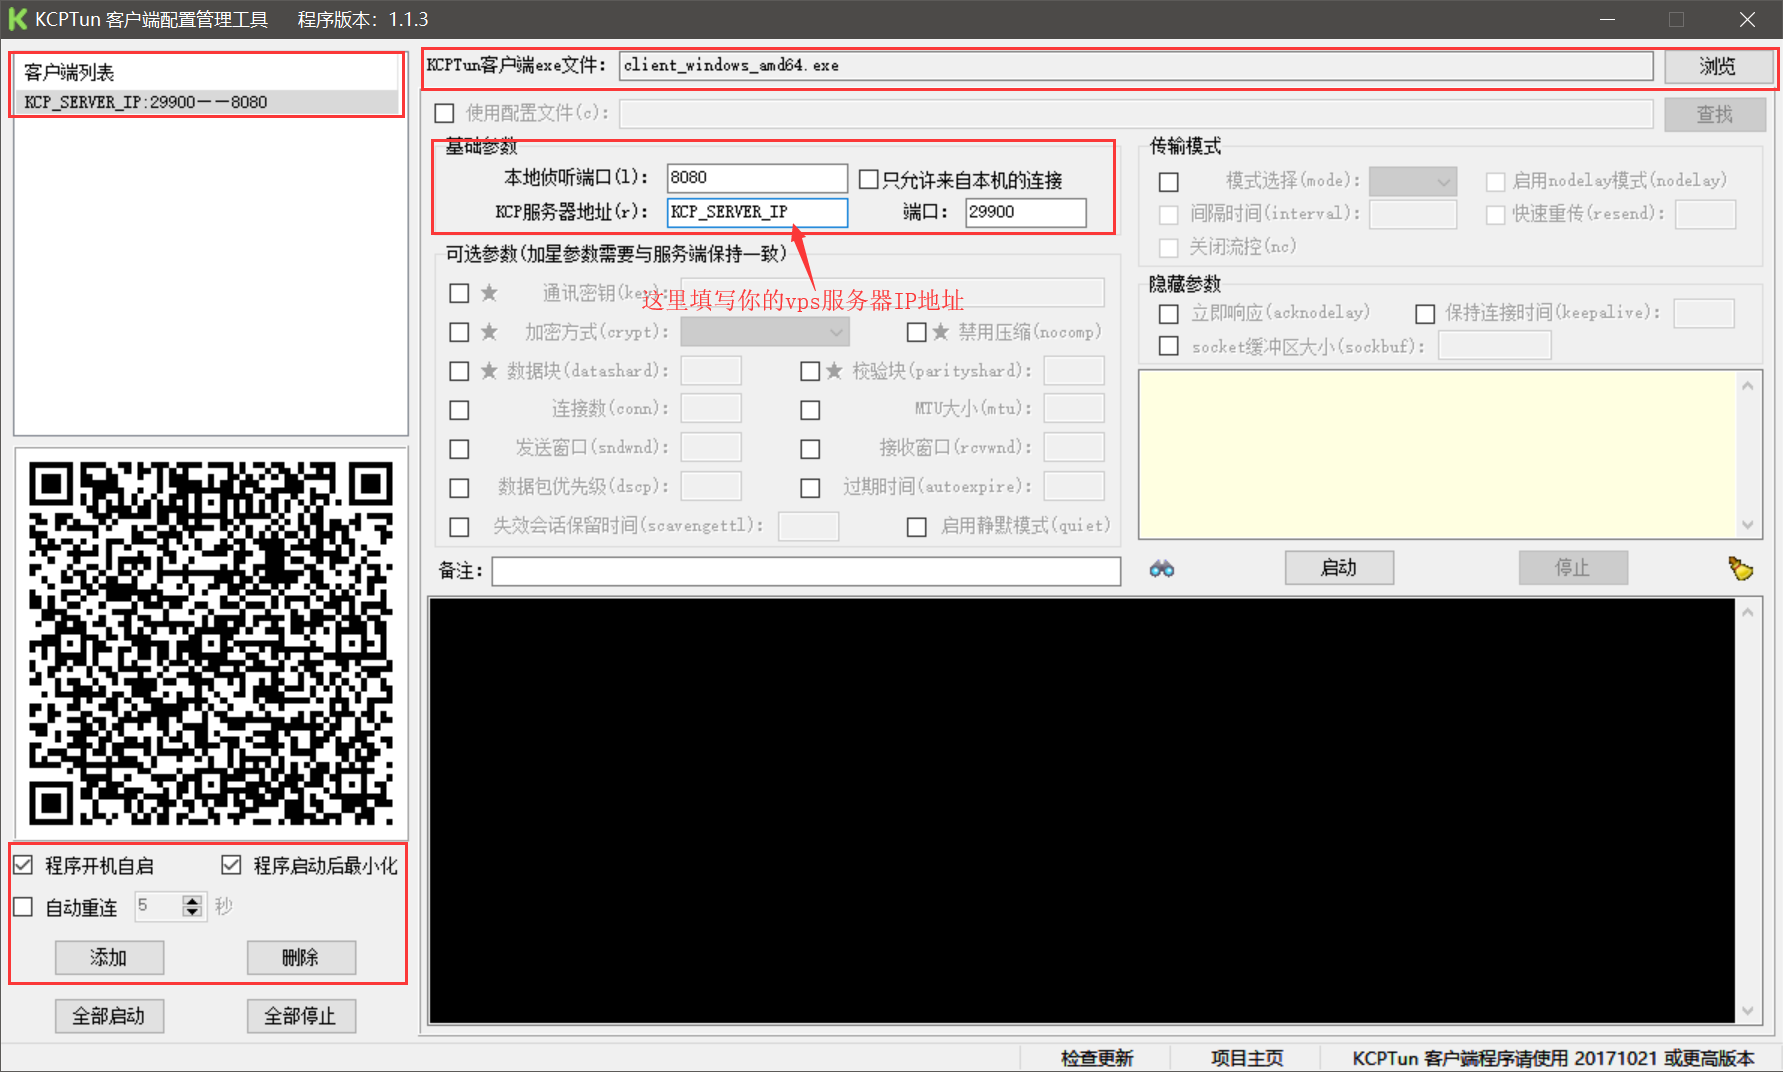 KCPTun 客户端配置管理工具 程序版本：1.1.3
客户端列表
KCP_SERVER_IP:29900－－8080
KCPTun客户端exe文件： client_windows_amd64.exe 浏览
使用配置文件(c)： 查找
基础参数
本地侦听端口(l)： 8080 只允许来自本机的连接
KCP服务器地址(r)： KCP_SERVER_IP 端口： 29900
可选参数(加星参数需要与服务端保持一致)
★ 通讯密钥(key
这里填写你的vps服务器IP地址
★ 加密方式(crypt)： ★ 禁用压缩(nocomp)
★ 数据块(datashard)： ★ 校验块(parityshard)：
连接数(conn)： MTU大小(mtu)：
发送窗口(sndwnd)： 接收窗口(rcvwnd)：
数据包优先级(dscp)： 过期时间(autoexpire)：
失效会话保留时间(scavengettl)： 启用静默模式(quiet)
备注：
传输模式
模式选择(mode)： 启用nodelay模式(nodelay)
间隔时间(interval)： 快速重传(resend)：
关闭流控(nc)
隐藏参数
立即响应(acknodelay) 保持连接时间(keepalive)：
socket缓冲区大小(sockbuf)：
启动 停止
程序开机自启 程序启动后最小化
自动重连 5 秒
添加 删除
全部启动 全部停止
检查更新 项目主页 KCPTun 客户端程序请使用 20171021 或更高版本